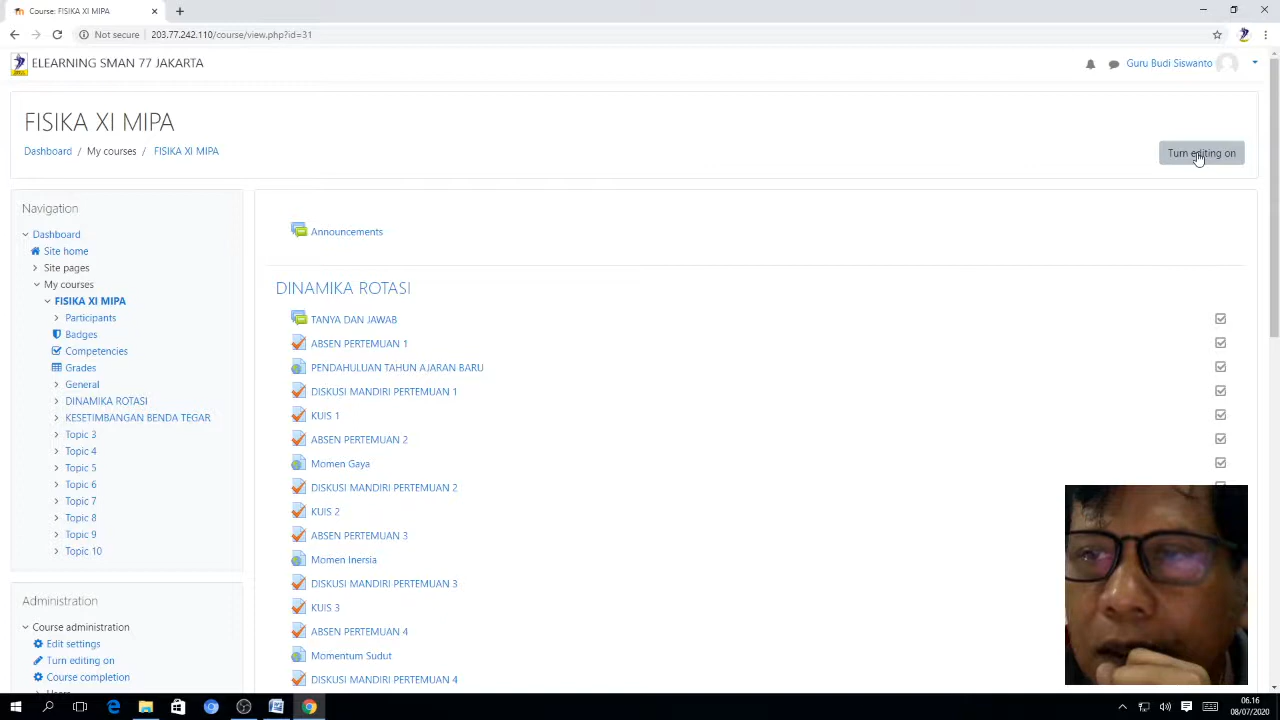 Course: FISIKA XI MIPA
Not secure 203.77.242.110/course/view.php?id=31
ELEARNING SMAN 77 JAKARTA
Guru Budi Siswanto
FISIKA XI MIPA
Dashboard / My courses / FISIKA XI MIPA
Turn editing on
Navigation
Dashboard
Site home
Site pages
My courses
FISIKA XI MIPA
Participants
Badges
Competencies
Grades
General
DINAMIKA ROTASI
KESETIMBANGAN BENDA TEGAR
Topic 3
Topic 4
Topic 5
Topic 6
Topic 7
Topic 8
Topic 9
Topic 10
Administration
Course administration
Edit settings
Turn editing on
Course completion
Announcements
DINAMIKA ROTASI
TANYA DAN JAWAB
ABSEN PERTEMUAN 1
PENDAHULUAN TAHUN AJARAN BARU
DISKUSI MANDIRI PERTEMUAN 1
KUIS 1
ABSEN PERTEMUAN 2
Momen Gaya
DISKUSI MANDIRI PERTEMUAN 2
KUIS 2
ABSEN PERTEMUAN 3
Momen Inersia
DISKUSI MANDIRI PERTEMUAN 3
KUIS 3
ABSEN PERTEMUAN 4
Momentum Sudut
DISKUSI MANDIRI PERTEMUAN 4
06.16
08/07/2020